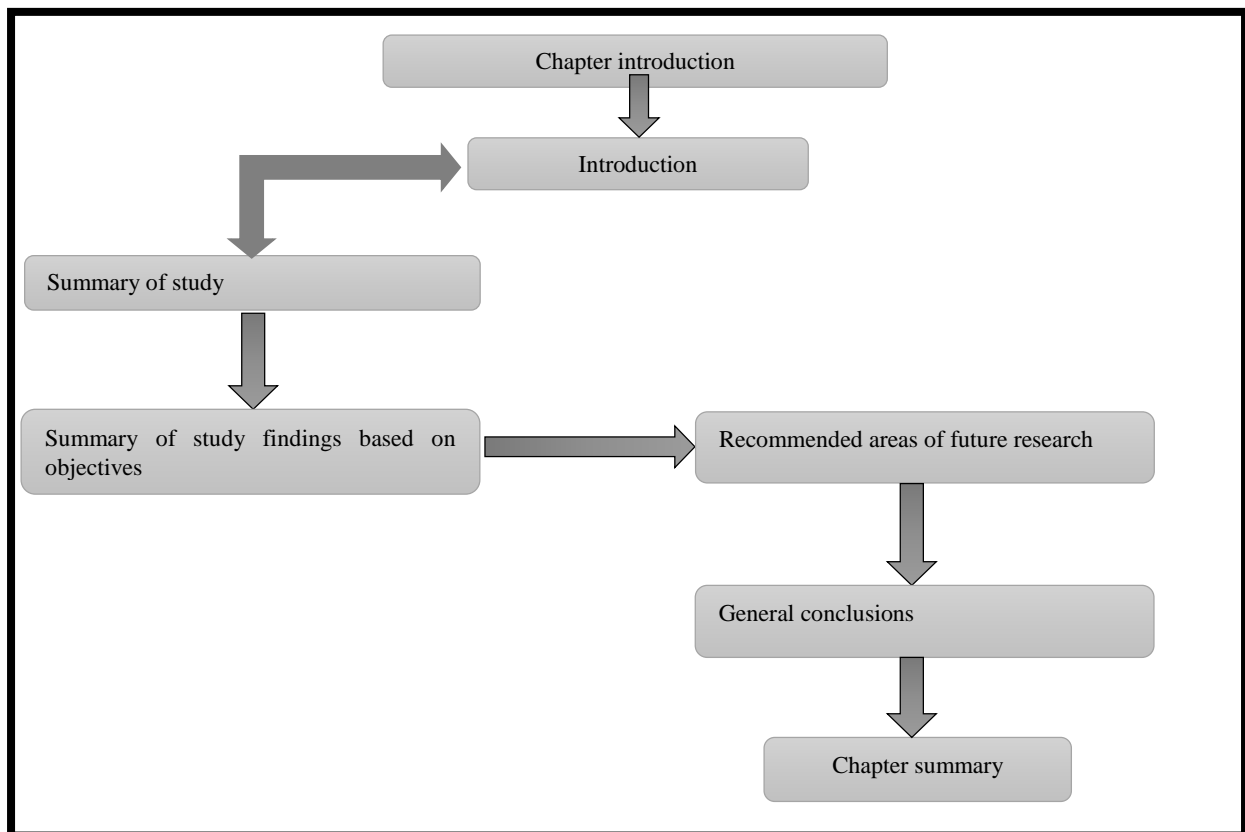 Chapter introduction
Introduction
Summary of study
Summary of study findings based on
objectives
Recommended areas of future research
General conclusions
Chapter summary